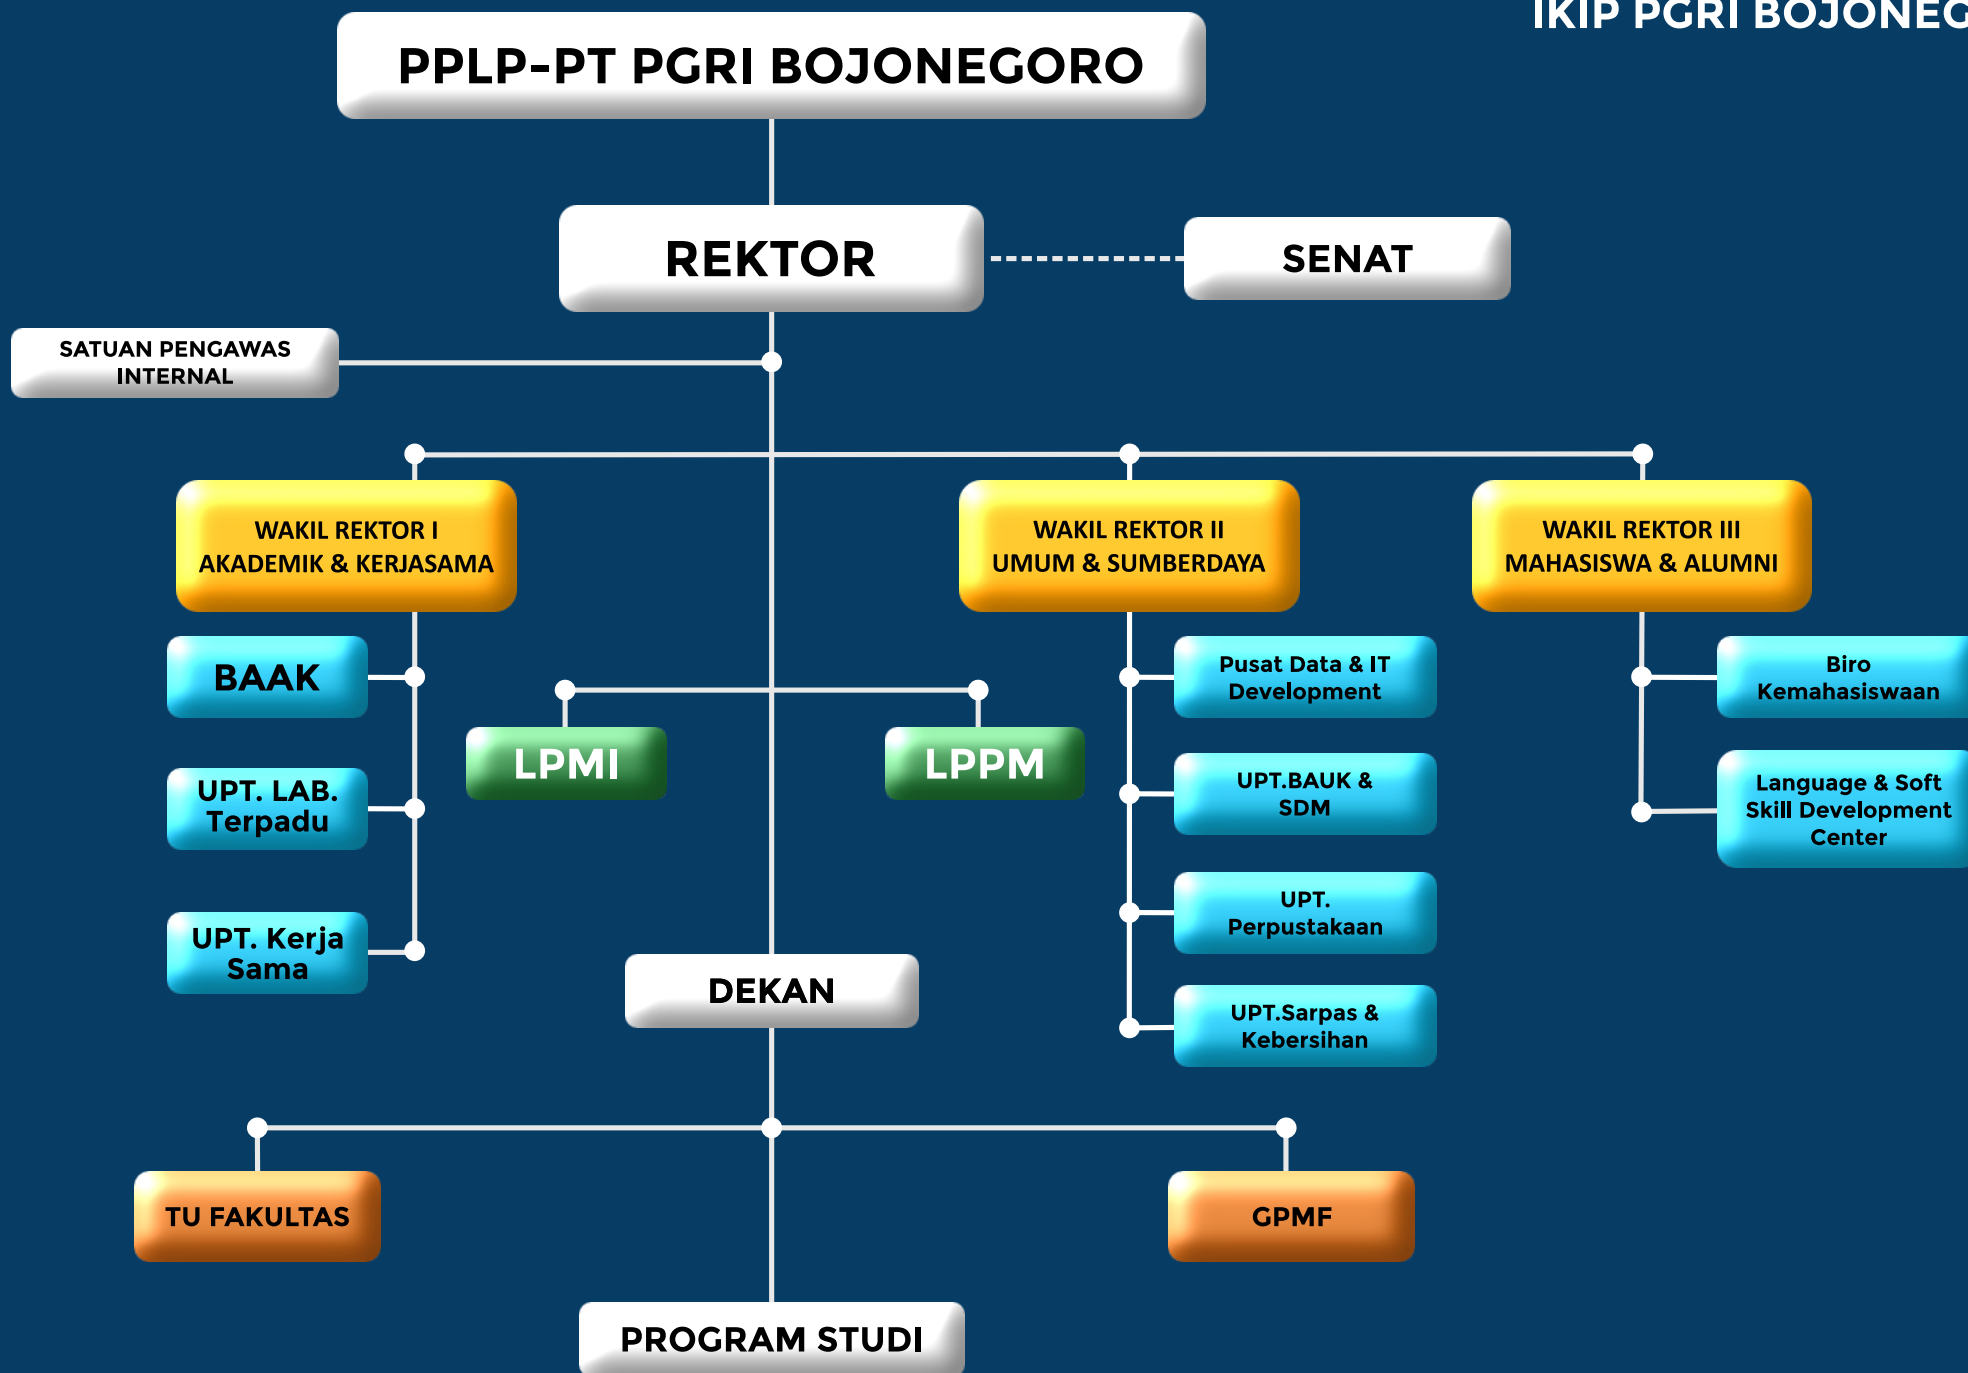 IKIP PGRI BOJONEG
PPLP-PT PGRI BOJONEGORO
REKTOR
SENAT
SATUAN PENGAWAS
INTERNAL
WAKIL REKTOR I
AKADEMIK & KERJASAMA
WAKIL REKTOR II
UMUM & SUMBERDAYA
WAKIL REKTOR III
MAHASISWA & ALUMNI
BAAK
UPT. LAB.
Terpadu
UPT. Kerja
Sama
LPMI
LPPM
Pusat Data & IT
Development
UPT.BAUK &
SDM
UPT.
Perpustakaan
UPT.Sarpas &
Kebersihan
Biro
Kemahasiswaan
Language & Soft
Skill Development
Center
DEKAN
TU FAKULTAS
GPMF
PROGRAM STUDI